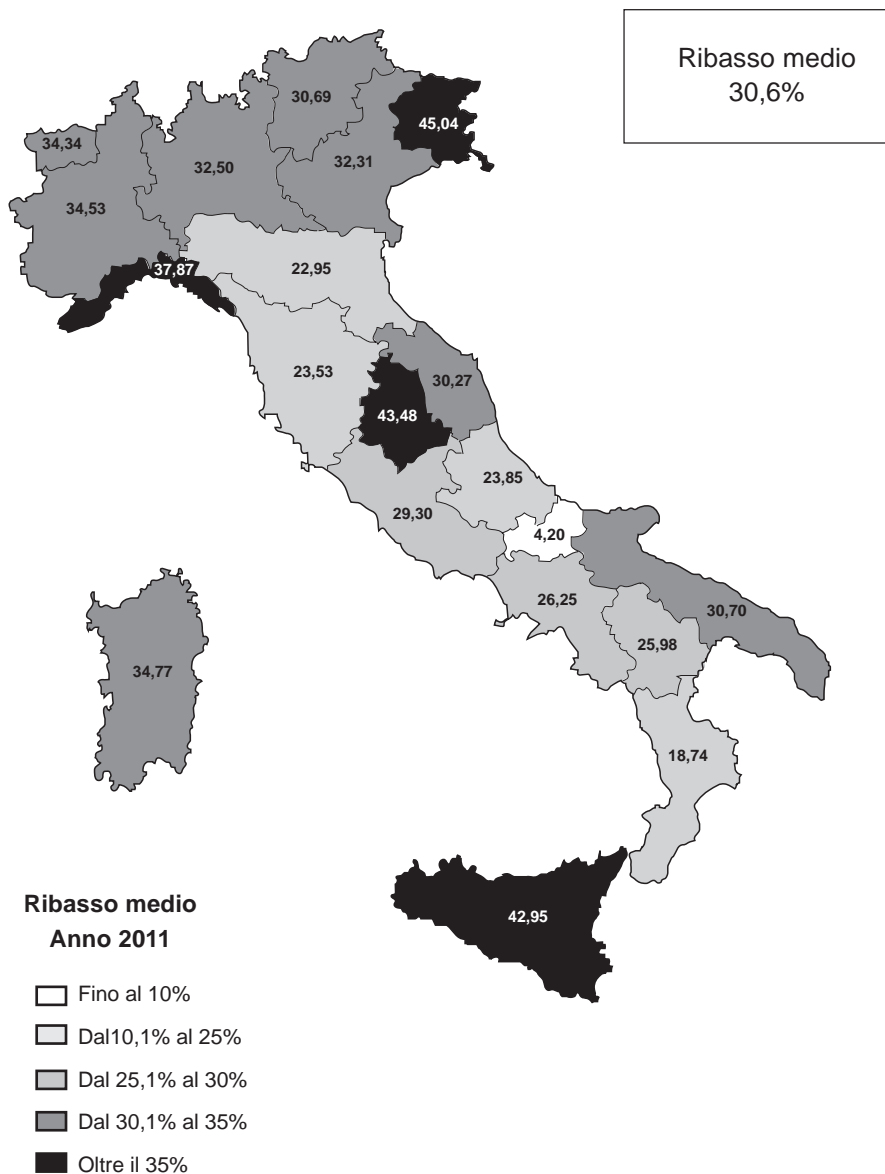 Ribasso medio
30,6%
30,69
45,04
34,34
32,50
32,31
34,53
37,87
22,95
23,53
30,27
43,48
23,85
29,30
4,20
26,25
30,70
25,98
34,77
18,74
42,95
Ribasso medio
Anno 2011
Fino al 10%
Dal10,1% al 25%
Dal 25,1% al 30%
Dal 30,1% al 35%
Oltre il 35%